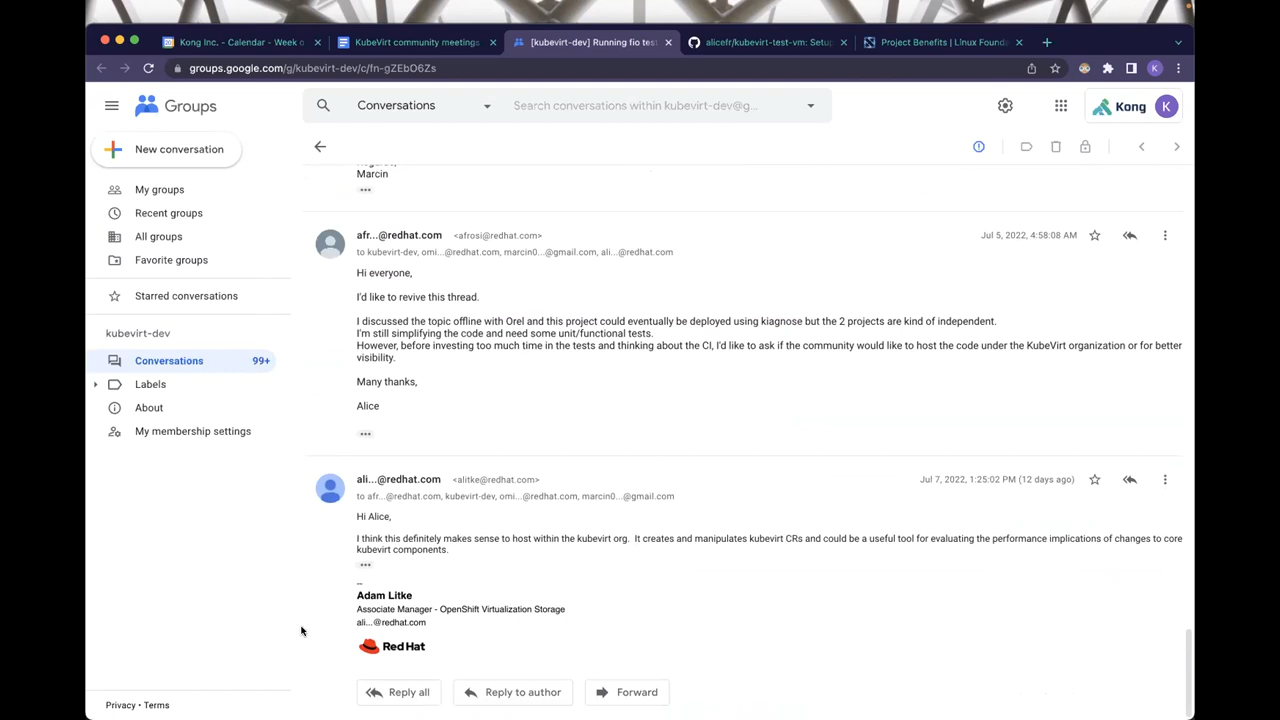 Kong Inc. - Calendar - Week o
KubeVirt community meetings
[kubevirt-dev] Running fio tes
alicefr/kubevirt-test-vm: Setup
Project Benefits | Linux Found
groups.google.com/g/kubevirt-dev/c/fn-gZEbO6Zs
K
Groups
Conversations
Search conversations within kubevirt-dev@g...
Kong
K
New conversation
My groups
Recent groups
All groups
Favorite groups
Starred conversations
kubevirt-dev
Conversations 99+
Labels
About
My membership settings
Privacy • Terms
Marcin
afr...@redhat.com <afrosi@redhat.com>
Jul 5, 2022, 4:58:08 AM
to kubevirt-dev, omi...@redhat.com, marcin0...@gmail.com, ali...@redhat.com
Hi everyone,
I'd like to revive this thread.
I discussed the topic offline with Orel and this project could eventually be deployed using kiagnose but the 2 projects are kind of independent.
I'm still simplifying the code and need some unit/functional tests.
However, before investing too much time in the tests and thinking about the CI, I'd like to ask if the community would like to host the code under the KubeVirt organization or for better
visibility.
Many thanks,
Alice
ali...@redhat.com <alitke@redhat.com>
Jul 7, 2022, 1:25:02 PM (12 days ago)
to afr...@redhat.com, kubevirt-dev, omi...@redhat.com, marcin0...@gmail.com
Hi Alice,
I think this definitely makes sense to host within the kubevirt org. It creates and manipulates kubevirt CRs and could be a useful tool for evaluating the performance implications of changes to core
kubevirt components.
--
Adam Litke
Associate Manager - OpenShift Virtualization Storage
ali...@redhat.com
Red Hat
Reply all
Reply to author
Forward